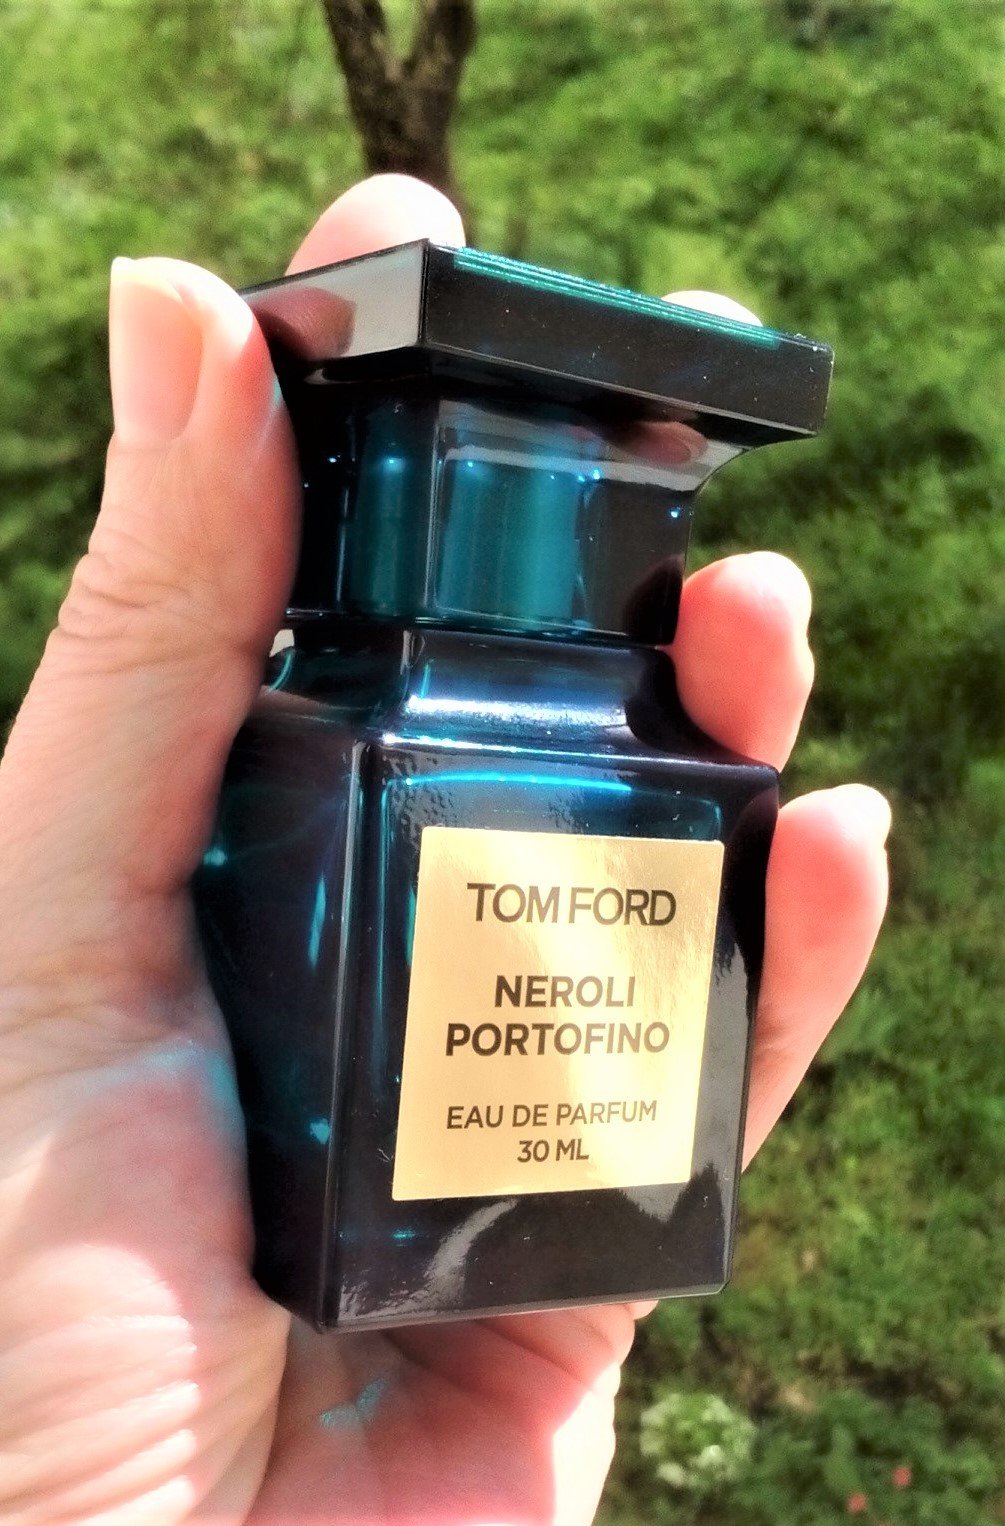 TOM FORD
NEROLI
PORTOFINO
EAU DE PARFUM
30 ML